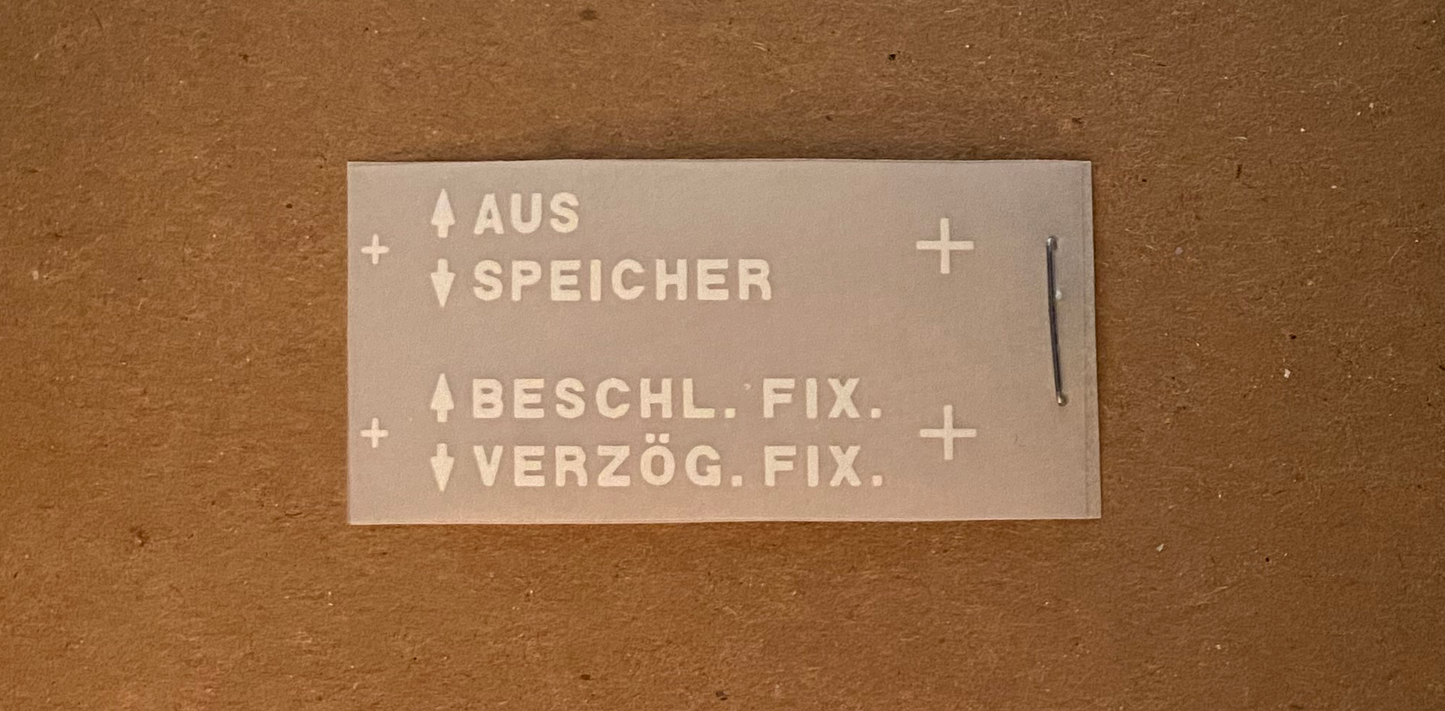 ↑ AUS
↓ SPEICHER
↑ BESCHL. FIX.
↓ VERZÖG. FIX.